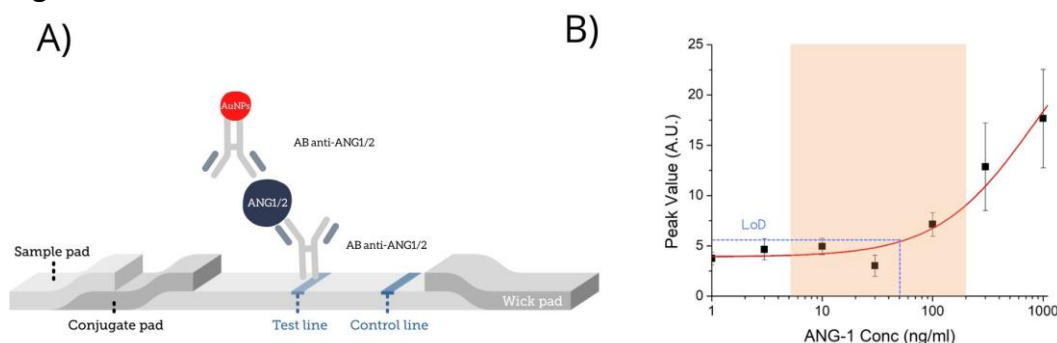 A)
AuNPs
AB anti-ANG1/2
ANG1/2
AB anti-ANG1/2
Sample pad
Wick pad
Conjugate pad
Test line
Control line
B)
25
20
15
10
5
0
Peak Value (A.U.)
LoD
1
10
100
1000
ANG-1 Conc (ng/ml)